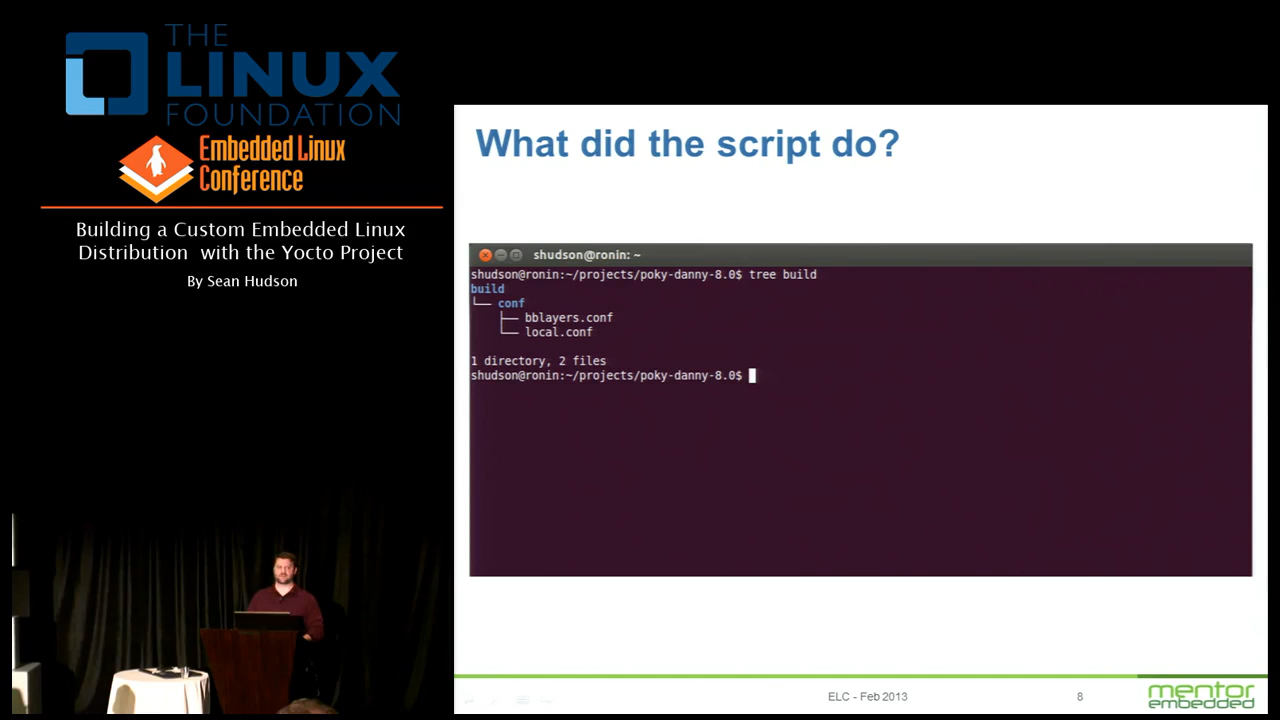 THE
LINUX
FOUNDATION
Embedded Linux
Conference
Building a Custom Embedded Linux
Distribution with the Yocto Project
By Sean Hudson
What did the script do?
shudson@ronin: ~
shudson@ronin:~/projects/poky-danny-8.0$ tree build
build
└── conf
    ├── bblayers.conf
    └── local.conf
1 directory, 2 files
shudson@ronin:~/projects/poky-danny-8.0$
ELC - Feb 2013
8
mentor
embedded